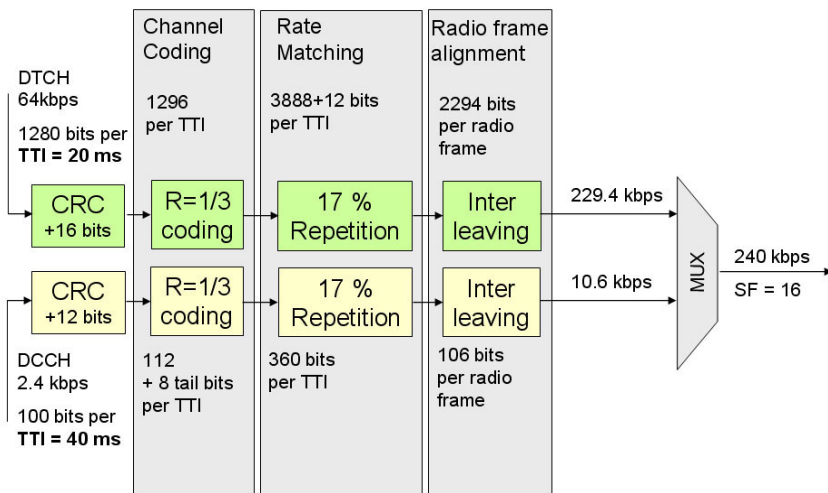 Channel
Coding
Rate
Matching
Radio frame
alignment
DTCH
64kbps
1280 bits per
TTI = 20 ms
1296
per TTI
3888+12 bits
per TTI
2294 bits
per radio
frame
CRC
+16 bits
R=1/3
coding
17 %
Repetition
Inter
leaving
229.4 kbps
CRC
+12 bits
R=1/3
coding
17 %
Repetition
Inter
leaving
10.6 kbps
MUX
240 kbps
SF = 16
DCCH
2.4 kbps
100 bits per
TTI = 40 ms
112
+ 8 tail bits
per TTI
360 bits
per TTI
106 bits
per radio
frame